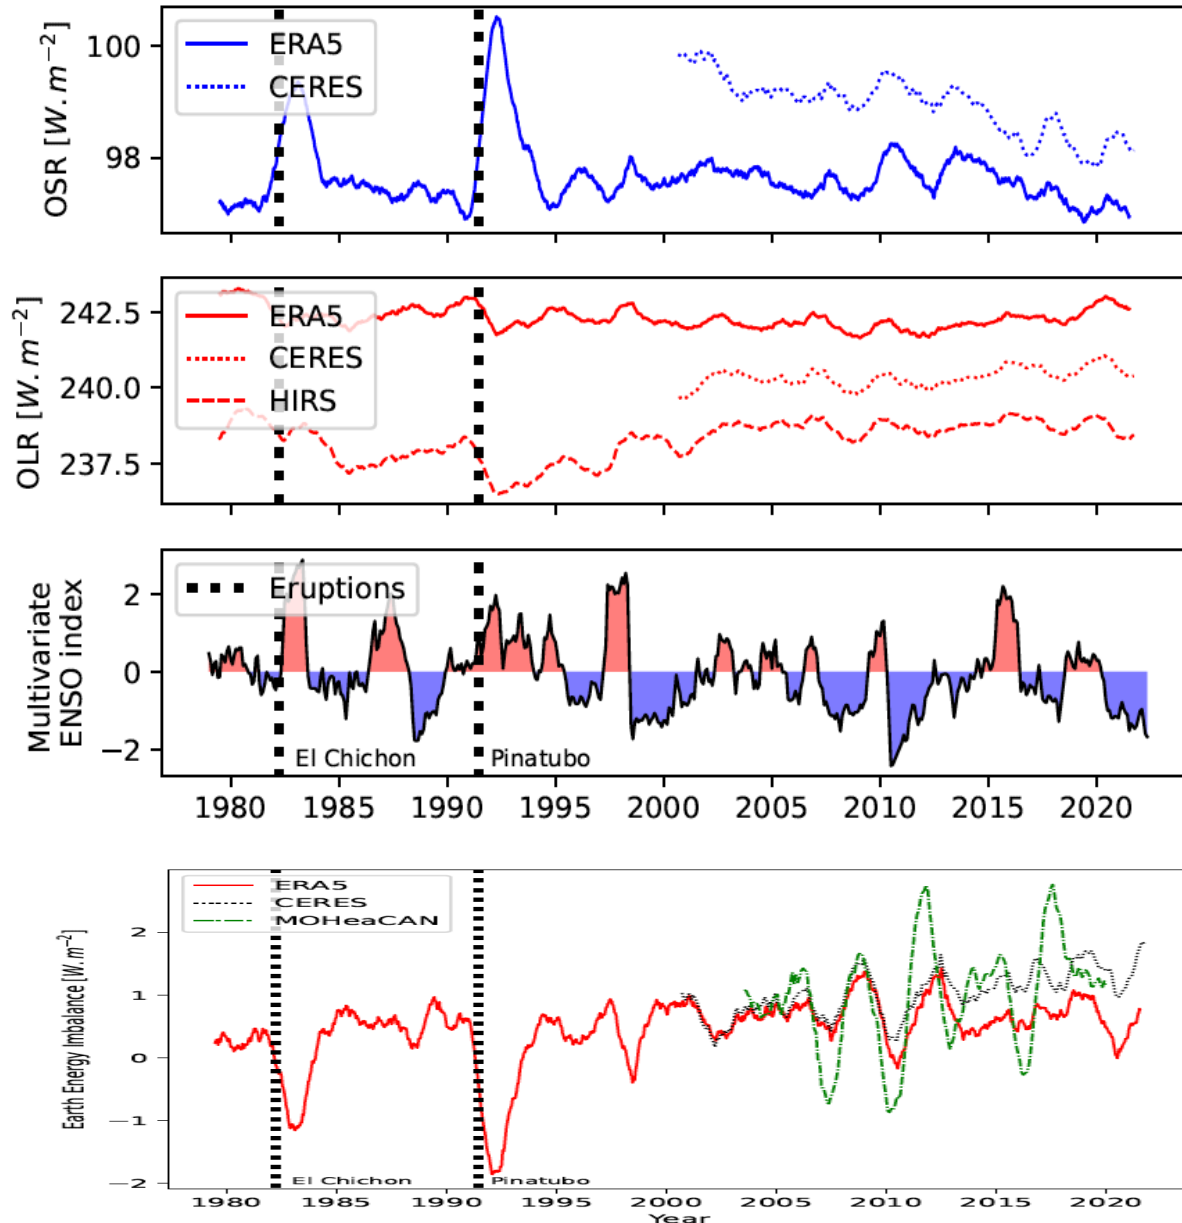 OSR [W.m⁻²]
100
98
ERA5
CERES
OLR [W.m⁻²]
242.5
240.0
237.5
ERA5
CERES
HIRS
Multivariate
ENSO index
2
0
−2
Eruptions
El Chichon
Pinatubo
1980 1985 1990 1995 2000 2005 2010 2015 2020
Earth Energy Imbalance [W.m⁻²]
2
1
0
−1
−2
ERA5
CERES
MOHeaCAN
El Chichon
Pinatubo
1980 1985 1990 1995 2000 2005 2010 2015 2020
Year